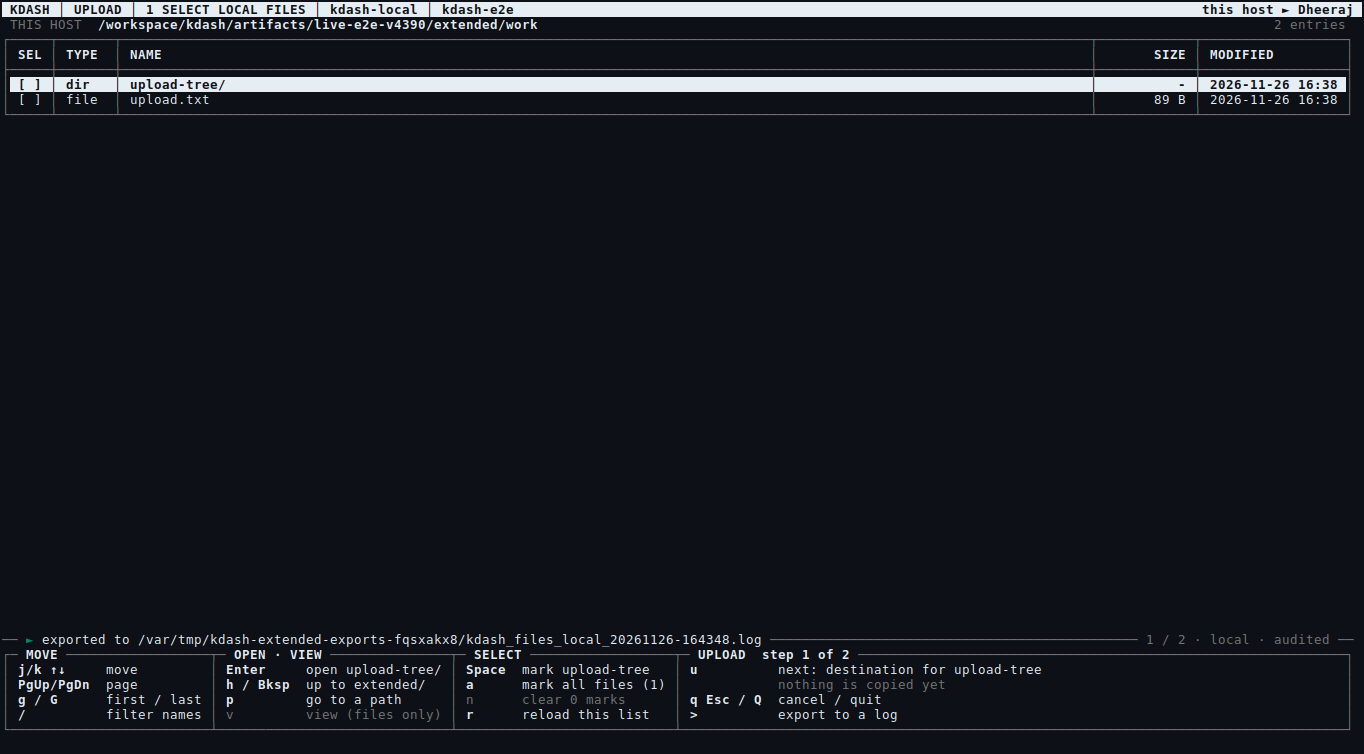 KDASH │ UPLOAD │ 1 SELECT LOCAL FILES │ kdash-local │ kdash-e2e this host ► Dheeraj
THIS HOST /workspace/kdash/artifacts/live-e2e-v4390/extended/work 2 entries
SEL │ TYPE │ NAME │ SIZE │ MODIFIED
[ ] │ dir │ upload-tree/ │ - │ 2026-11-26 16:38
[ ] │ file │ upload.txt │ 89 B │ 2026-11-26 16:38
► exported to /var/tmp/kdash-extended-exports-fqsxakx8/kdash_files_local_20261126-164348.log 1 / 2 · local · audited
MOVE OPEN · VIEW SELECT UPLOAD step 1 of 2
j/k ↑↓ move │ Enter open upload-tree/ │ Space mark upload-tree │ u next: destination for upload-tree
PgUp/PgDn page │ h / Bksp up to extended/ │ a mark all files (1) │ nothing is copied yet
g / G first / last │ p go to a path │ n clear 0 marks │ q Esc / Q cancel / quit
/ filter names │ v view (files only) │ r reload this list │ > export to a log